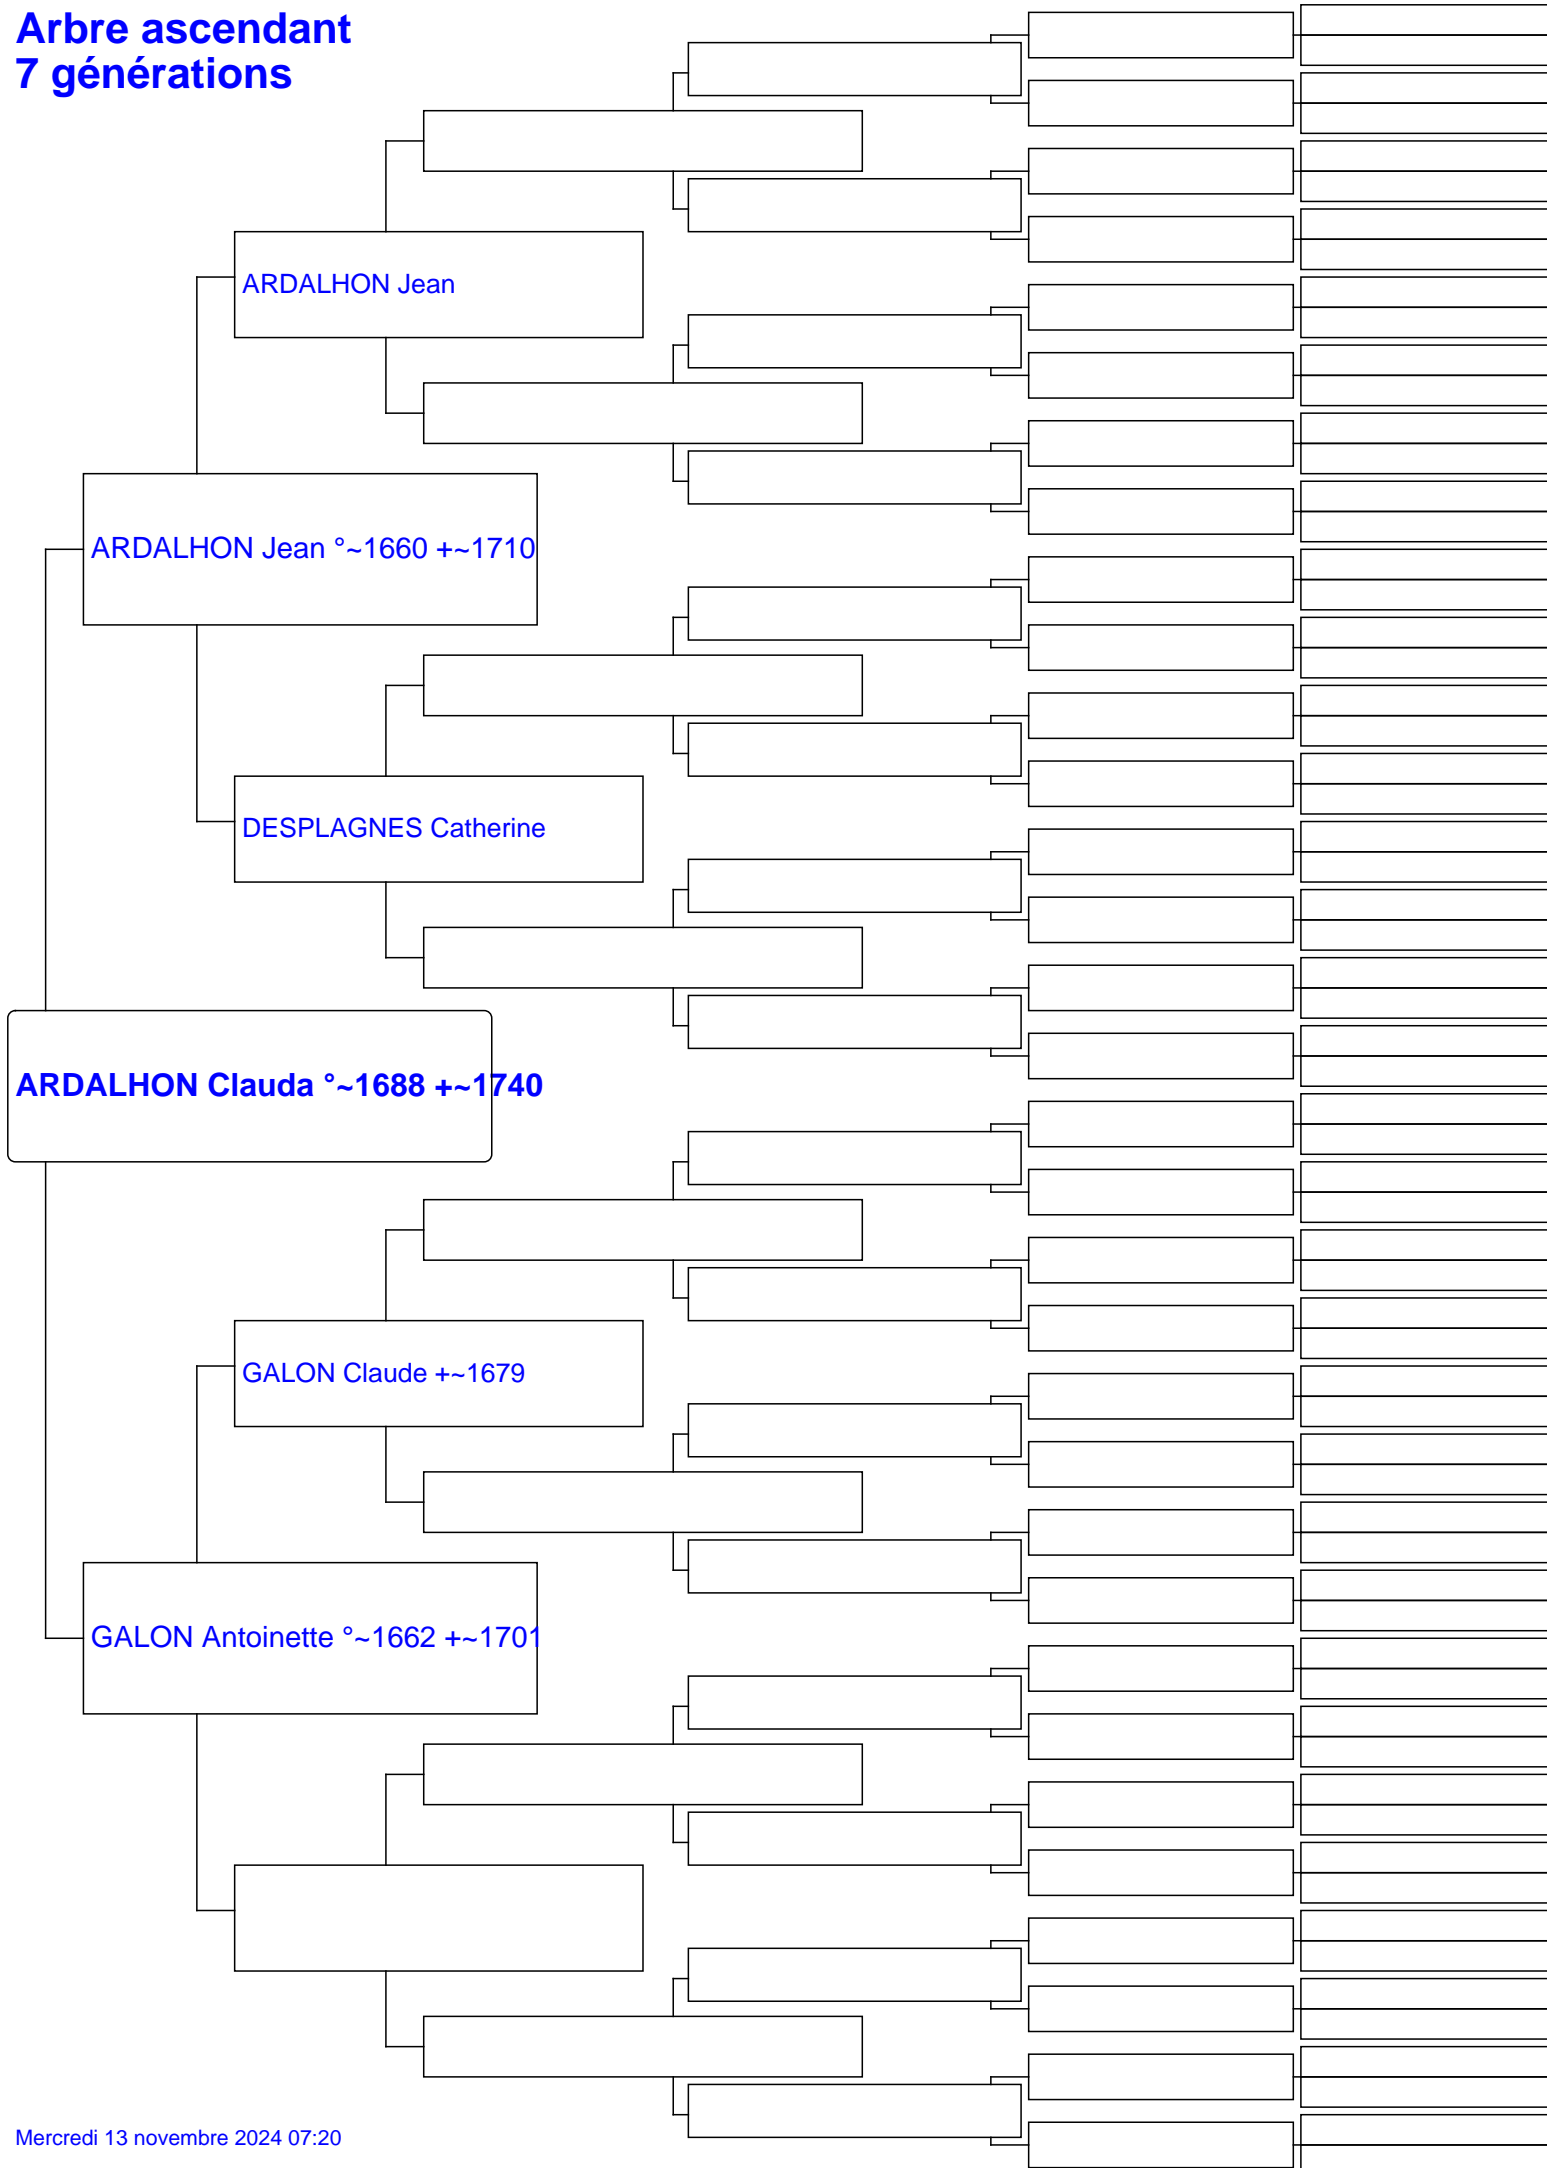 Arbre ascendant
7 générations
ARDALHON Jean
ARDALHON Jean °~1660 +~1710
DESPLAGNES Catherine
ARDALHON Clauda °~1688 +~1740
GALON Claude +~1679
GALON Antoinette °~1662 +~1701
Mercredi 13 novembre 2024 07:20